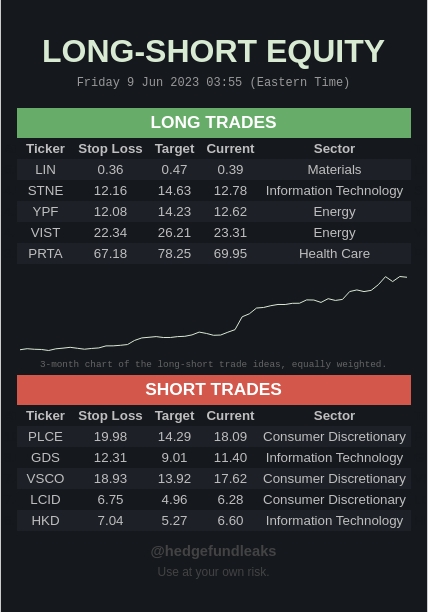 LONG-SHORT EQUITY
Friday 9 Jun 2023 03:55 (Eastern Time)
LONG TRADES
Ticker Stop Loss Target Current Sector
LIN 0.36 0.47 0.39 Materials
STNE 12.16 14.63 12.78 Information Technology
YPF 12.08 14.23 12.62 Energy
VIST 22.34 26.21 23.31 Energy
PRTA 67.18 78.25 69.95 Health Care
3-month chart of the long-short trade ideas, equally weighted.
SHORT TRADES
Ticker Stop Loss Target Current Sector
PLCE 19.98 14.29 18.09 Consumer Discretionary
GDS 12.31 9.01 11.40 Information Technology
VSCO 18.93 13.92 17.62 Consumer Discretionary
LCID 6.75 4.96 6.28 Consumer Discretionary
HKD 7.04 5.27 6.60 Information Technology
@hedgefundleaks
Use at your own risk.